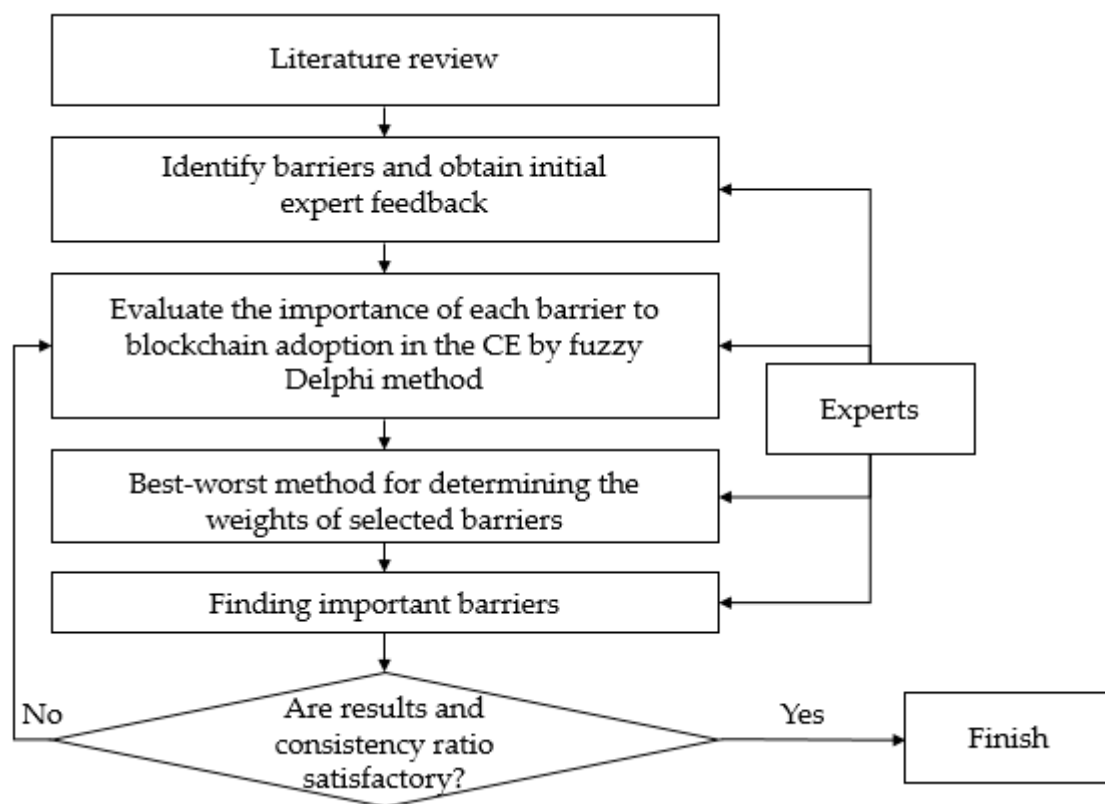 Literature review
Identify barriers and obtain initial
expert feedback
Evaluate the importance of each barrier to
blockchain adoption in the CE by fuzzy
Delphi method
Experts
Best-worst method for determining the
weights of selected barriers
Finding important barriers
No
Are results and
consistency ratio
satisfactory?
Yes
Finish